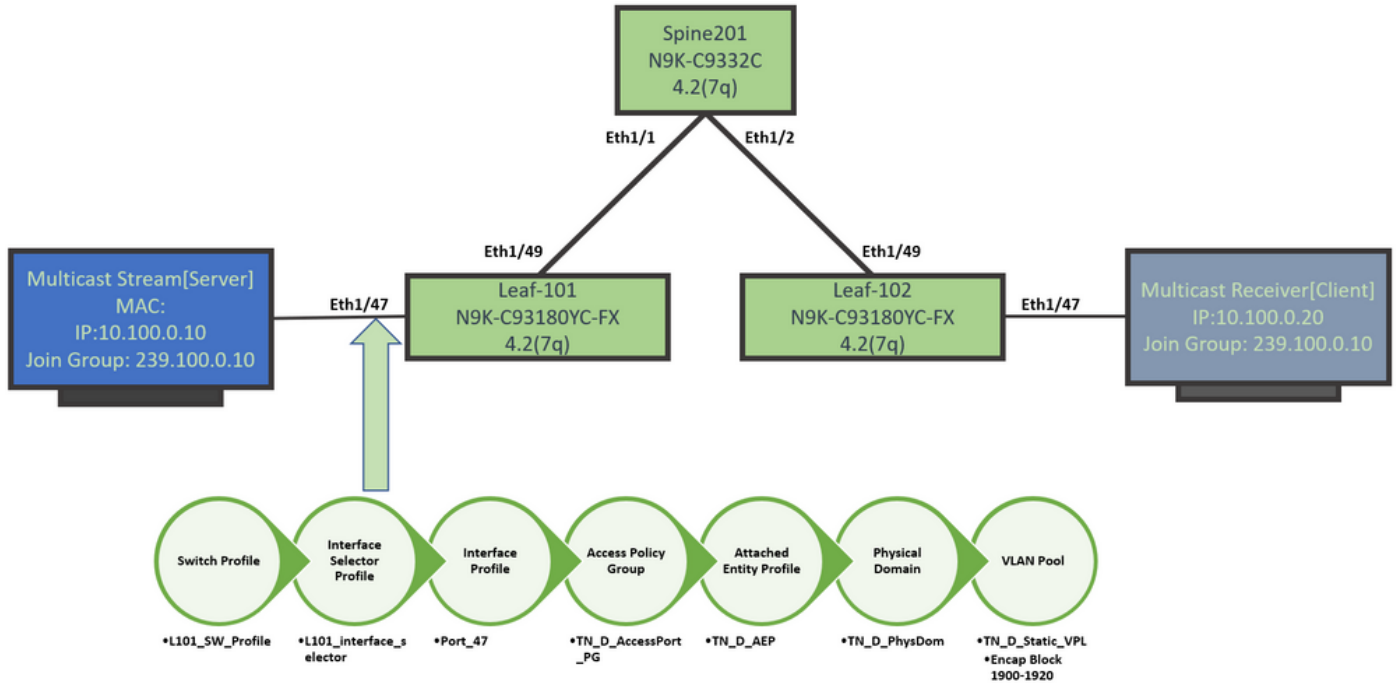 Spine201
N9K-C9332C
4.2(7q)
Eth1/1
Eth1/2
Eth1/49
Eth1/49
Multicast Stream[Server]
MAC:
IP:10.100.0.10
Join Group: 239.100.0.10
Eth1/47
Leaf-101
N9K-C93180YC-FX
4.2(7q)
Leaf-102
N9K-C93180YC-FX
4.2(7q)
Eth1/47
Multicast Receiver[Client]
IP:10.100.0.20
Join Group: 239.100.0.10
Switch Profile
Interface
Selector
Profile
Interface
Profile
Access Policy
Group
Attached
Entity Profile
Physical
Domain
VLAN Pool
•L101_SW_Profile
•L101_interface_s
elector
•Port_47
•TN_D_AccessPort
_PG
•TN_D_AEP
•TN_D_PhysDom
•TN_D_Static_VPL
•Encap Block
1900-1920